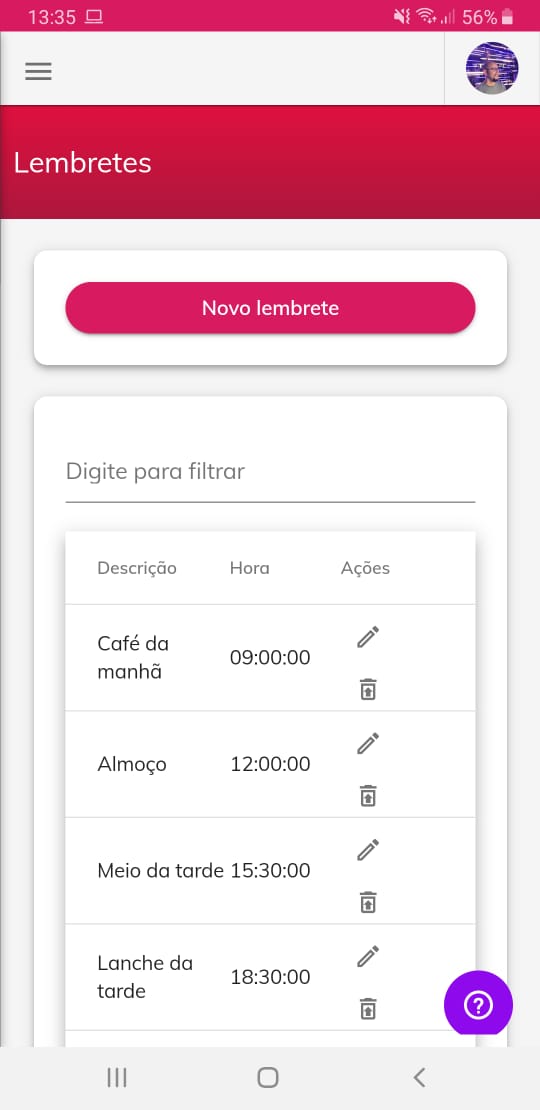 13:35 56%
Lembretes
Novo lembrete
Digite para filtrar
Descrição Hora Ações
Café da
manhã 09:00:00
Almoço 12:00:00
Meio da tarde 15:30:00
Lanche da
tarde 18:30:00
?